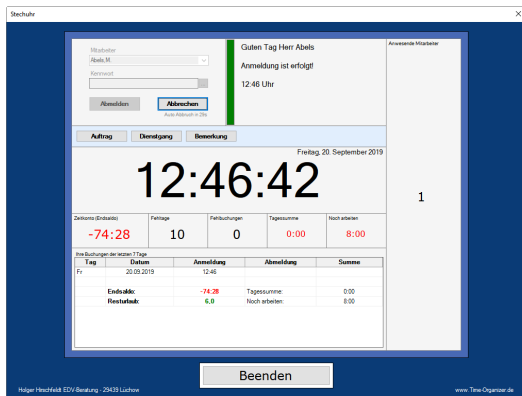 Stechuhr
Mitarbeiter
Abels,M.
Kennwort
Abmelden
Abbrechen
Auto Abbruch in 28s
Guten Tag Herr Abels
Anmeldung ist erfolgt!
12:46 Uhr
Anwesende Mitarbeiter
1
Auftrag
Dienstgang
Bemerkung
Freitag, 20. September 2019
12:46:42
Zeitkonto (Endsaldo) Fehltage Fehlbuchungen Tagessumme Noch arbeiten
-74:28 10 0 0:00 8:00
Ihre Buchungen der letzten 7 Tage
Tag Datum Anmeldung Abmeldung Summe
Fr 20.09.2019 12:46
Endsaldo: -74:28 Tagessumme: 0:00
Resturlaub: 6,0 Noch arbeiten: 8:00
Beenden
Holger Hirschfeldt EDV-Beratung - 29439 Lüchow
www.Time-Organizer.de